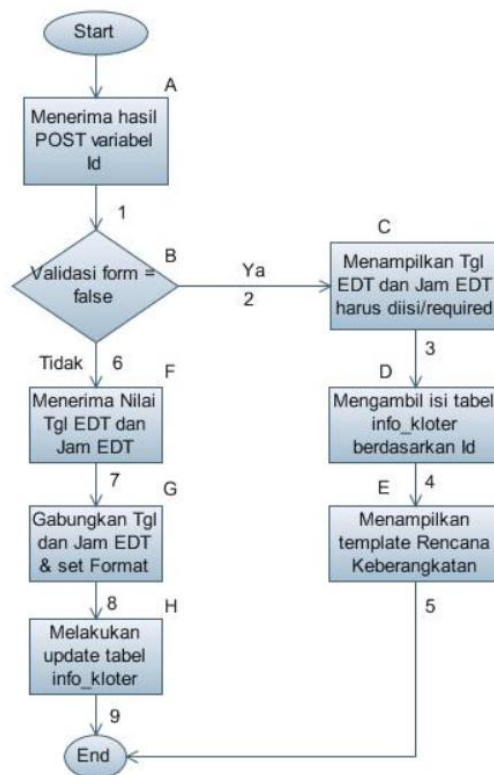 Start
A
Menerima hasil
POST variabel
Id
1
B
Validasi form =
false
Ya
2
C
Menampilkan Tgl
EDT dan Jam EDT
harus diisi/required
3
D
Mengambil isi tabel
info_kloter
berdasarkan Id
4
E
Menampilkan
template Rencana
Keberangkatan
5
Tidak
6
F
Menerima Nilai
Tgl EDT dan
Jam EDT
7
G
Gabungkan Tgl
dan Jam EDT
& set Format
8
H
Melakukan
update tabel
info_kloter
9
End